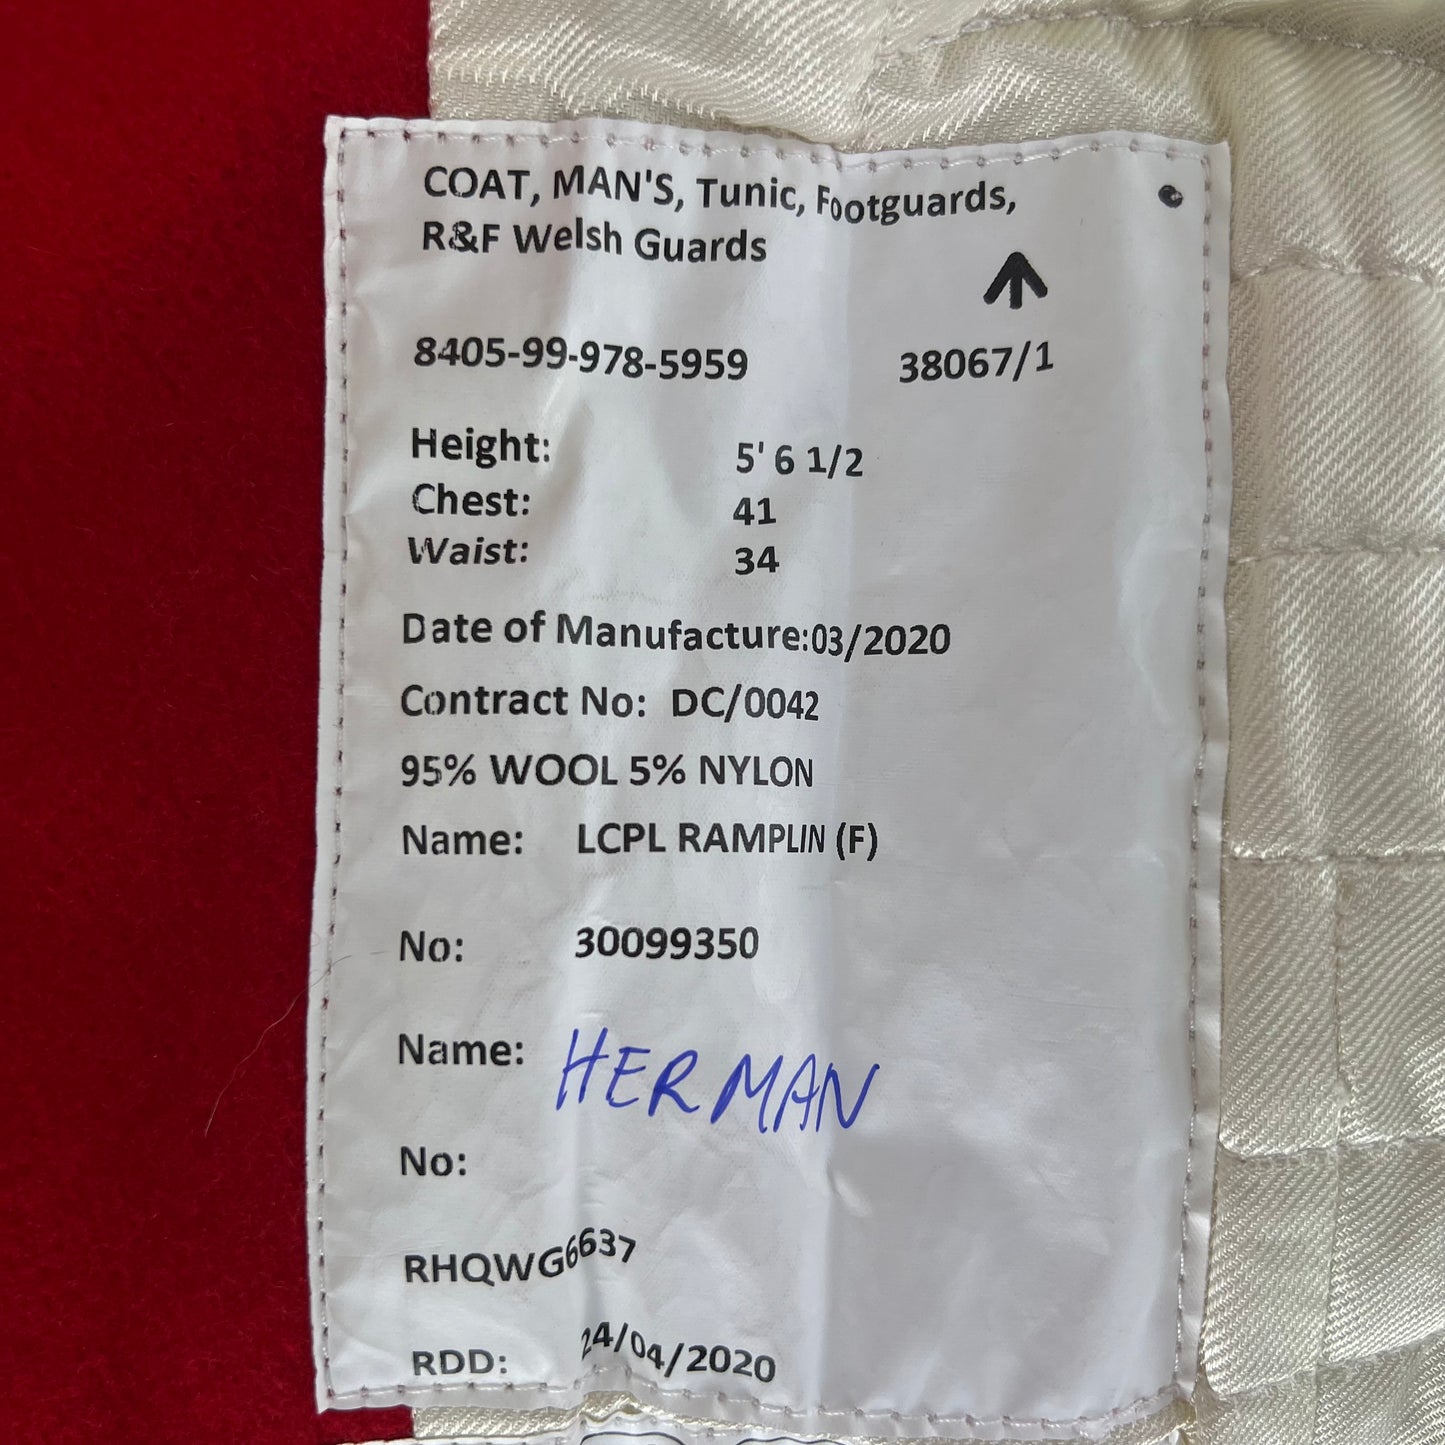 COAT, MAN'S, Tunic, Footguards,
R&F Welsh Guards
8405-99-978-5959 38067/1
Height: 5' 6 1/2
Chest: 41
Waist: 34
Date of Manufacture:03/2020
Contract No: DC/0042
95% WOOL 5% NYLON
Name: LCPL RAMPLIN (F)
No: 30099350
Name: HERMAN
No:
RHQWG6637
RDD: 24/04/2020